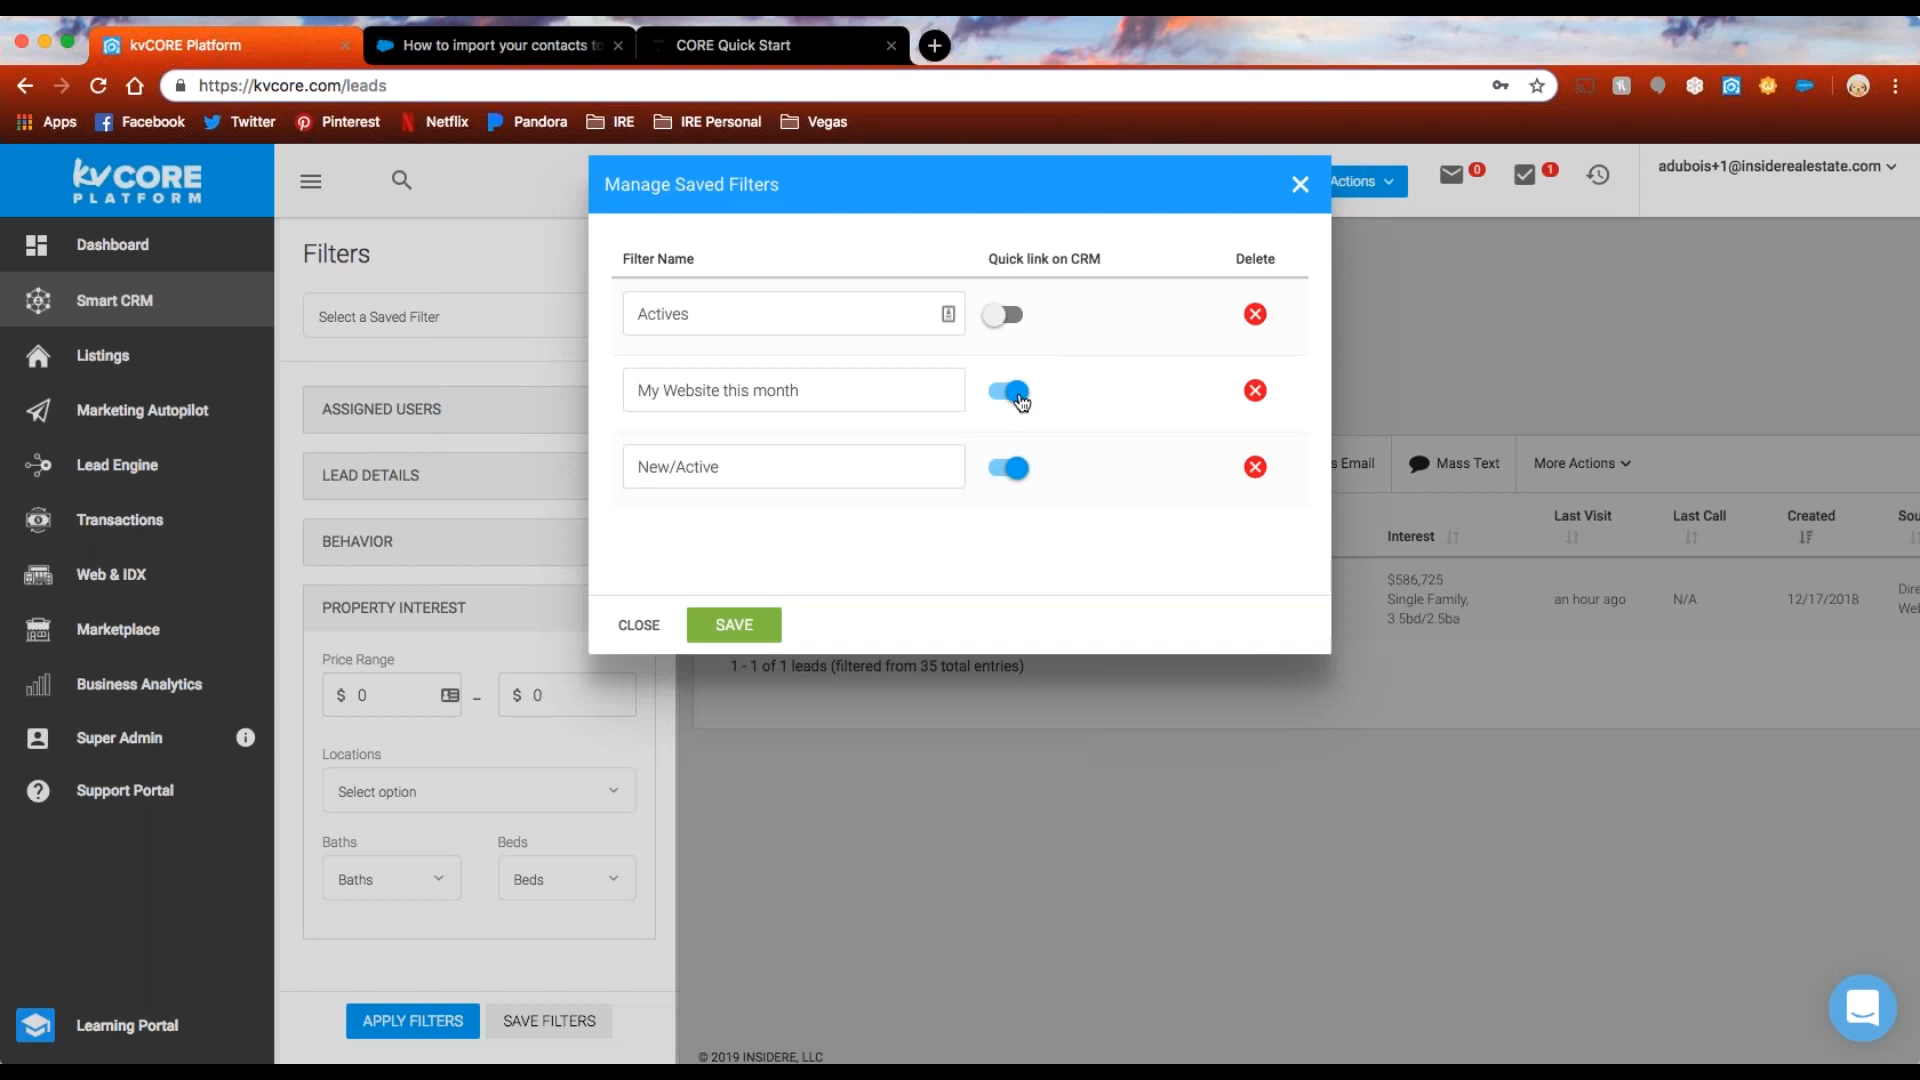 kvCORE Platform
How to import your contacts to
CORE Quick Start
https://kvcore.com/leads
Apps
Facebook
Twitter
Pinterest
Netflix
Pandora
IRE
IRE Personal
Vegas
kvCORE
PLATFORM
Dashboard
Smart CRM
Listings
Marketing Autopilot
Lead Engine
Transactions
Web & IDX
Marketplace
Business Analytics
Super Admin
Support Portal
Learning Portal
Filters
Select a Saved Filter
ASSIGNED USERS
LEAD DETAILS
BEHAVIOR
PROPERTY INTEREST
Price Range
$ 0 – $ 0
Locations
Select option
Baths Beds
Baths Beds
APPLY FILTERS SAVE FILTERS
Manage Saved Filters
Filter Name Quick link on CRM Delete
Actives
My Website this month
New/Active
CLOSE SAVE
Actions
0
1
adubois+1@insiderealestate.com
s Email
Mass Text
More Actions
Interest
Last Visit
Last Call
Created
Sou
$586,725
Single Family,
3.5bd/2.5ba
an hour ago
N/A
12/17/2018
Dire
Wel
1 - 1 of 1 leads (filtered from 35 total entries)
© 2019 INSIDERE, LLC